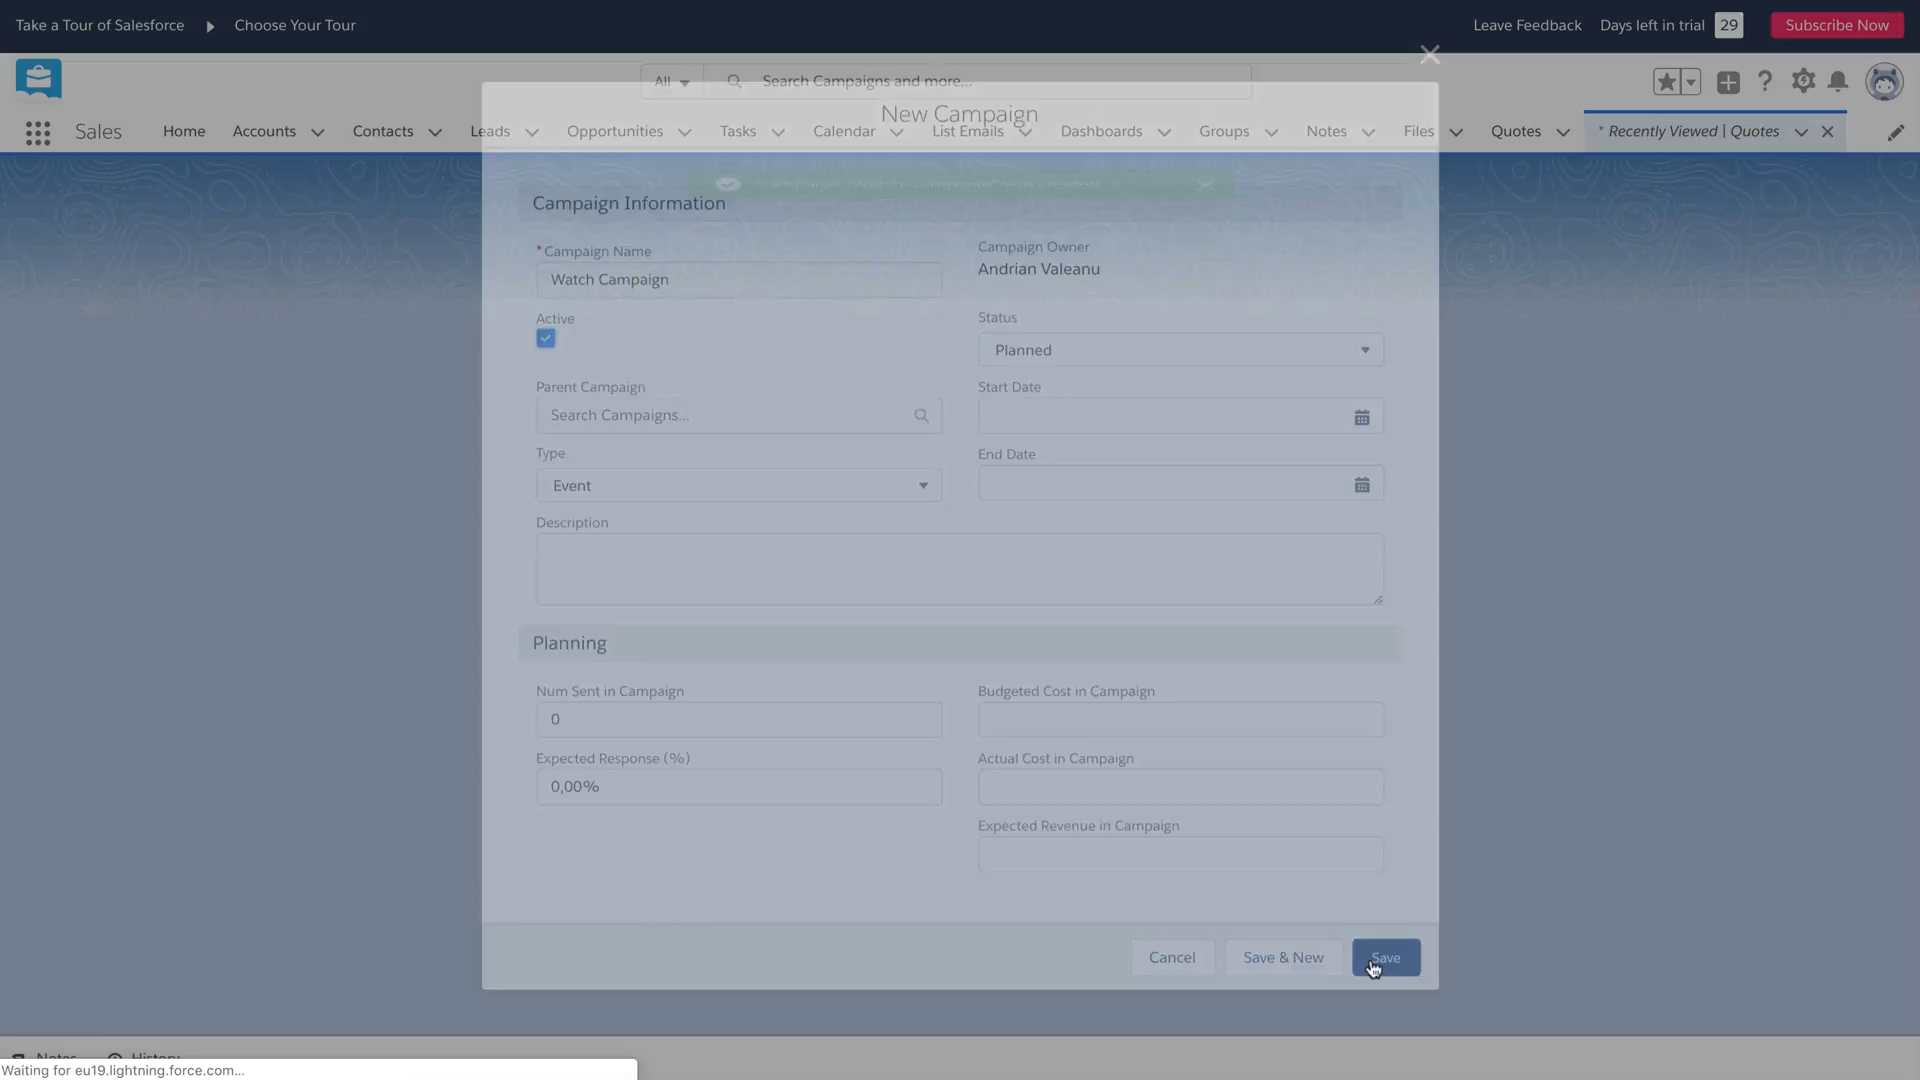 Take a Tour of Salesforce
Choose Your Tour
Leave Feedback
Days left in trial
29
Subscribe Now
All
Search Campaigns and more...
New Campaign
Sales
Home
Accounts
Contacts
Leads
Opportunities
Tasks
Calendar
List Emails
Dashboards
Groups
Notes
Files
Quotes
* Recently Viewed | Quotes
Campaign Information
* Campaign Name
Watch Campaign
Campaign Owner
Andrian Valeanu
Active
Status
Planned
Parent Campaign
Search Campaigns...
Start Date
Type
Event
End Date
Description
Planning
Num Sent in Campaign
0
Budgeted Cost in Campaign
Expected Response (%)
0,00%
Actual Cost in Campaign
Expected Revenue in Campaign
Cancel
Save & New
Save
Notes
History
Waiting for eu19.lightning.force.com...